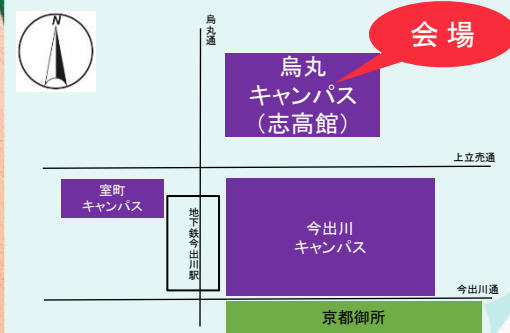 N
烏丸通
会場
烏丸
キャンパス
(志高館)
上立売通
室町
キャンパス
地下鉄今出川駅
今出川
キャンパス
今出川通
京都御所